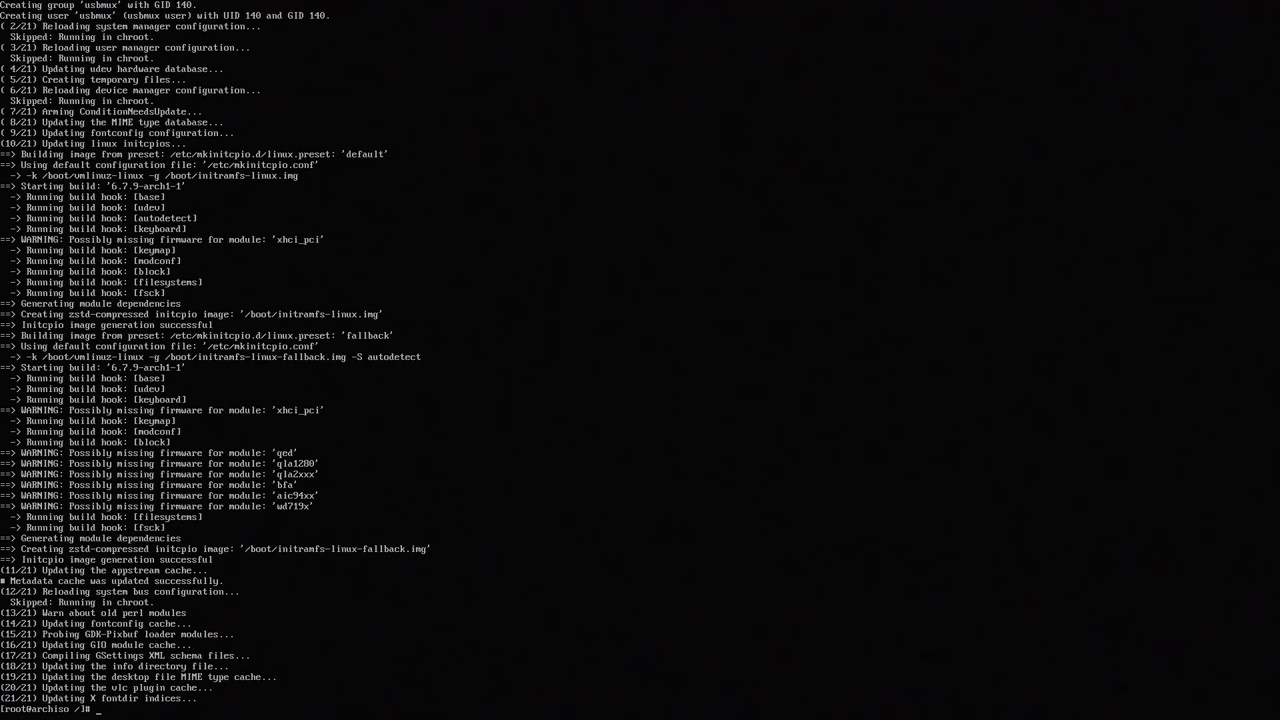 Creating group 'usbmux' with GID 140.
Creating user 'usbmux' (usbmux user) with UID 140 and GID 140.
( 2/21) Reloading system manager configuration...
  Skipped: Running in chroot.
( 3/21) Reloading user manager configuration...
  Skipped: Running in chroot.
( 4/21) Updating udev hardware database...
( 5/21) Creating temporary files...
( 6/21) Reloading device manager configuration...
  Skipped: Running in chroot.
( 7/21) Arming ConditionNeedsUpdate...
( 8/21) Updating the MIME type database...
( 9/21) Updating fontconfig configuration...
(10/21) Updating linux initcpios...
==> Building image from preset: /etc/mkinitcpio.d/linux.preset: 'default'
==> Using default configuration file: '/etc/mkinitcpio.conf'
  -> -k /boot/vmlinuz-linux -g /boot/initramfs-linux.img
==> Starting build: '6.7.9-arch1-1'
  -> Running build hook: [base]
  -> Running build hook: [udev]
  -> Running build hook: [autodetect]
  -> Running build hook: [keyboard]
==> WARNING: Possibly missing firmware for module: 'xhci_pci'
  -> Running build hook: [keymap]
  -> Running build hook: [modconf]
  -> Running build hook: [block]
  -> Running build hook: [filesystems]
  -> Running build hook: [fsck]
==> Generating module dependencies
==> Creating zstd-compressed initcpio image: '/boot/initramfs-linux.img'
==> Initcpio image generation successful
==> Building image from preset: /etc/mkinitcpio.d/linux.preset: 'fallback'
==> Using default configuration file: '/etc/mkinitcpio.conf'
  -> -k /boot/vmlinuz-linux -g /boot/initramfs-linux-fallback.img -S autodetect
==> Starting build: '6.7.9-arch1-1'
  -> Running build hook: [base]
  -> Running build hook: [udev]
  -> Running build hook: [keyboard]
==> WARNING: Possibly missing firmware for module: 'xhci_pci'
  -> Running build hook: [keymap]
  -> Running build hook: [modconf]
  -> Running build hook: [block]
==> WARNING: Possibly missing firmware for module: 'qed'
==> WARNING: Possibly missing firmware for module: 'qla1280'
==> WARNING: Possibly missing firmware for module: 'qla2xxx'
==> WARNING: Possibly missing firmware for module: 'bfa'
==> WARNING: Possibly missing firmware for module: 'aic94xx'
==> WARNING: Possibly missing firmware for module: 'wd719x'
  -> Running build hook: [filesystems]
  -> Running build hook: [fsck]
==> Generating module dependencies
==> Creating zstd-compressed initcpio image: '/boot/initramfs-linux-fallback.img'
==> Initcpio image generation successful
(11/21) Updating the appstream cache...
■ Metadata cache was updated successfully.
(12/21) Reloading system bus configuration...
  Skipped: Running in chroot.
(13/21) Warn about old perl modules
(14/21) Updating fontconfig cache...
(15/21) Probing GDK-Pixbuf loader modules...
(16/21) Updating GIO module cache...
(17/21) Compiling GSettings XML schema files...
(18/21) Updating the info directory file...
(19/21) Updating the desktop file MIME type cache...
(20/21) Updating the vlc plugin cache...
(21/21) Updating X fontdir indices...
[root@archiso /]# _